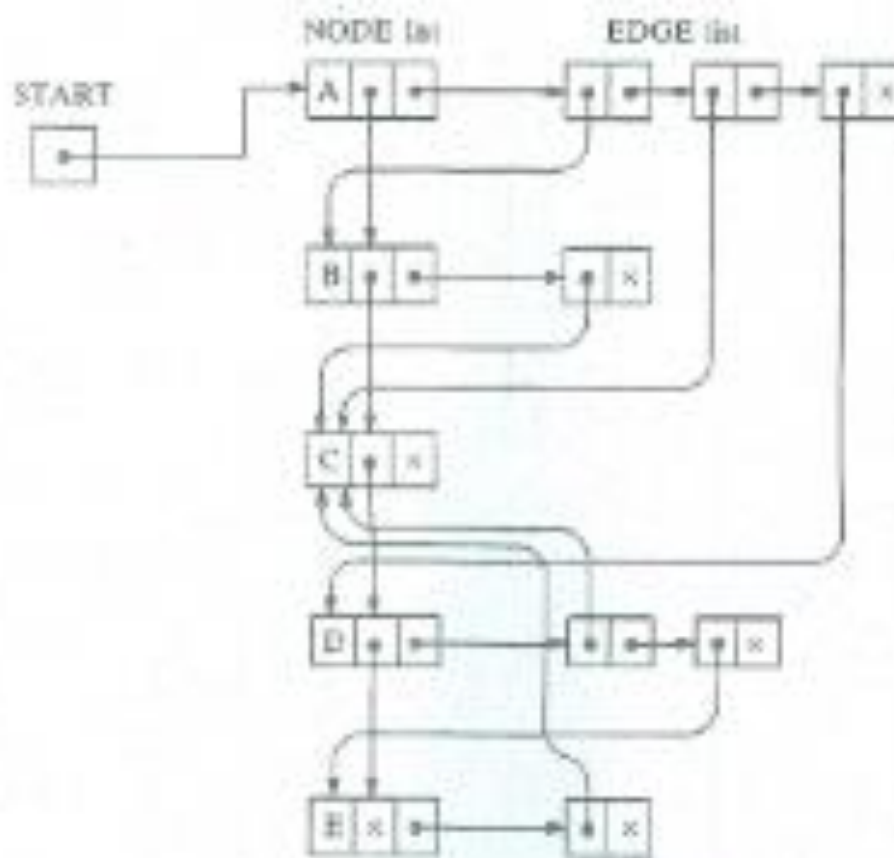 NODE list EDGE list
START
A ×
B ×
C ×
D ×
E × ×